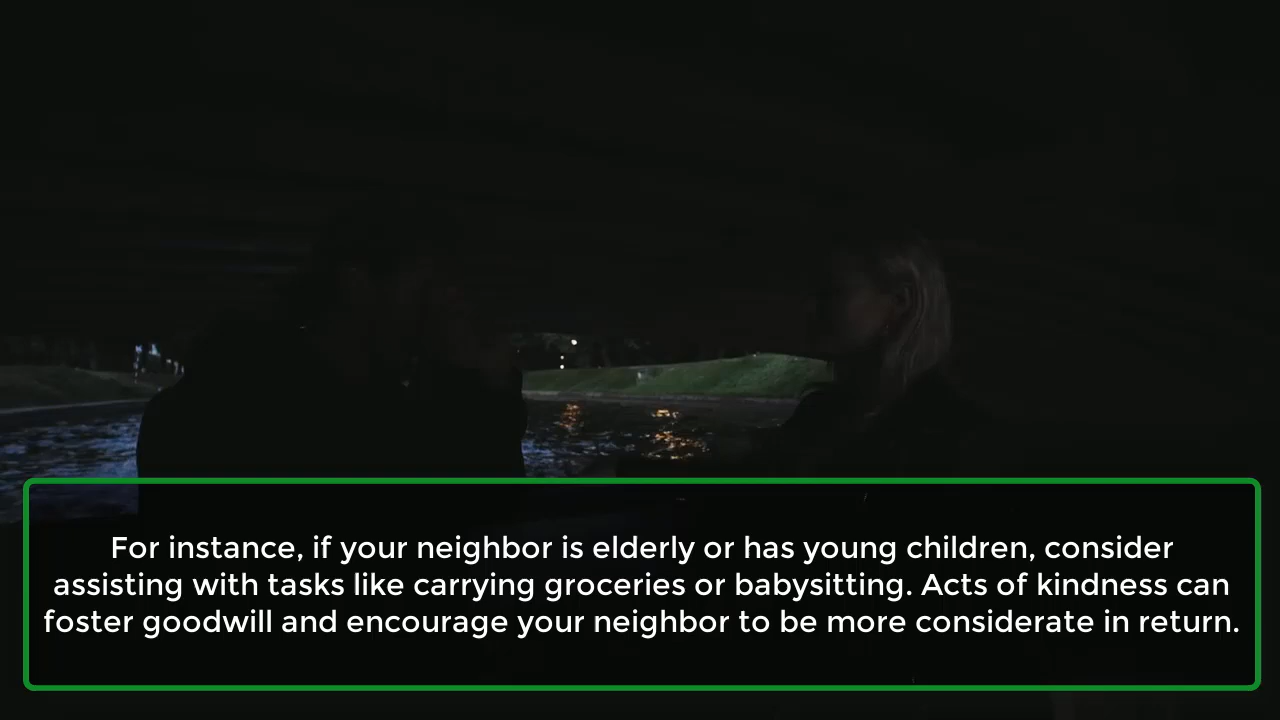 For instance, if your neighbor is elderly or has young children, consider
assisting with tasks like carrying groceries or babysitting. Acts of kindness can
foster goodwill and encourage your neighbor to be more considerate in return.